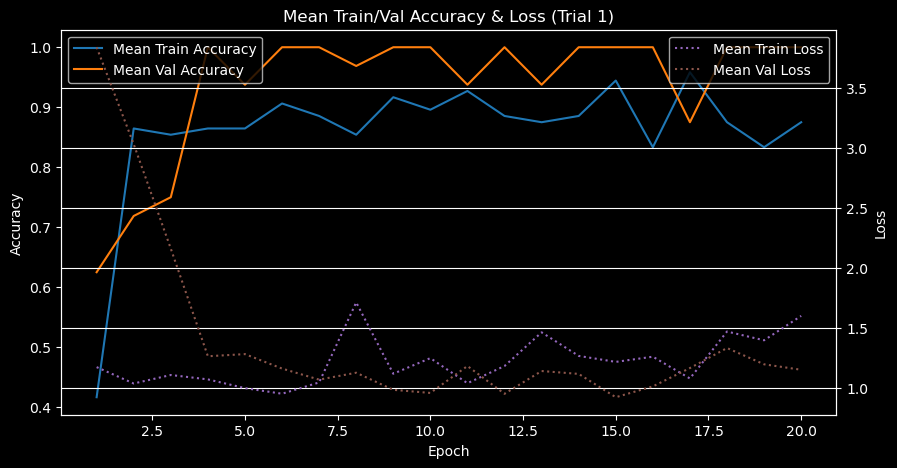 Mean Train/Val Accuracy & Loss (Trial 1)
Mean Train Accuracy
Mean Val Accuracy
Mean Train Loss
Mean Val Loss
1.0
0.9
0.8
0.7
0.6
0.5
0.4
Accuracy
3.5
3.0
2.5
2.0
1.5
1.0
Loss
2.5
5.0
7.5
10.0
12.5
15.0
17.5
20.0
Epoch